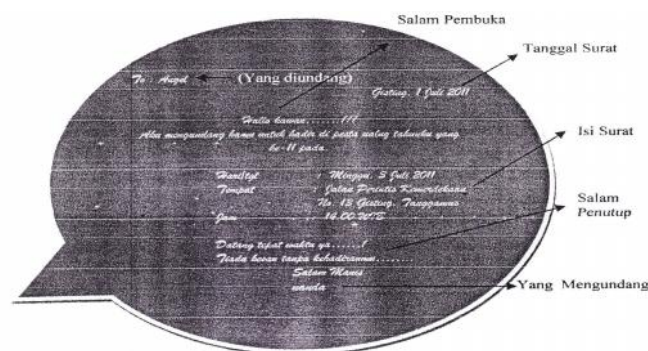 Salam Pembuka
Tanggal Surat
To : Angel (Yang diundang)
Gisting, 1 Juli 2011
Hallo kawan.......!!!
Aku mengundang kamu untuk hadir di pesta ulang tahunku yang
ke-11 pada.
Isi Surat
Hari/tgl : Minggu, 3 Juli 2011
Tempat : Jalan Perintis Kemerdekaan
No. 13 Gisting, Tanggamus
Jam : 14.00 WIB
Salam
Penutup
Datang tepat waktu ya......!
Tiada kesan tanpa kehadiranmu........
Salam Manis
wanda
Yang Mengundang